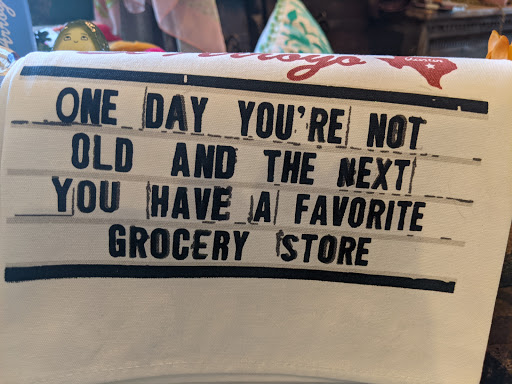 ONE DAY YOU'RE NOT
OLD AND THE NEXT
YOU HAVE A FAVORITE
GROCERY STORE